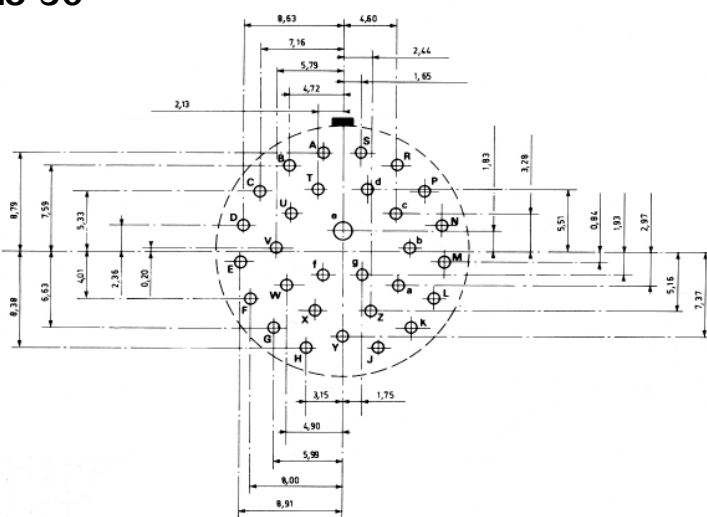 8,63
4,60
7,16
2,44
5,79
1,65
4,72
2,13
A
S
B
R
T
d
C
P
U
c
D
e
N
V
b
E
M
f
g
W
a
F
L
X
Z
G
k
Y
H
J
8,79
7,59
5,33
8,38
6,63
4,01
2,36
0,20
1,83
3,28
5,51
0,84
1,93
2,97
5,16
7,37
3,15
1,75
4,90
5,99
8,00
8,91